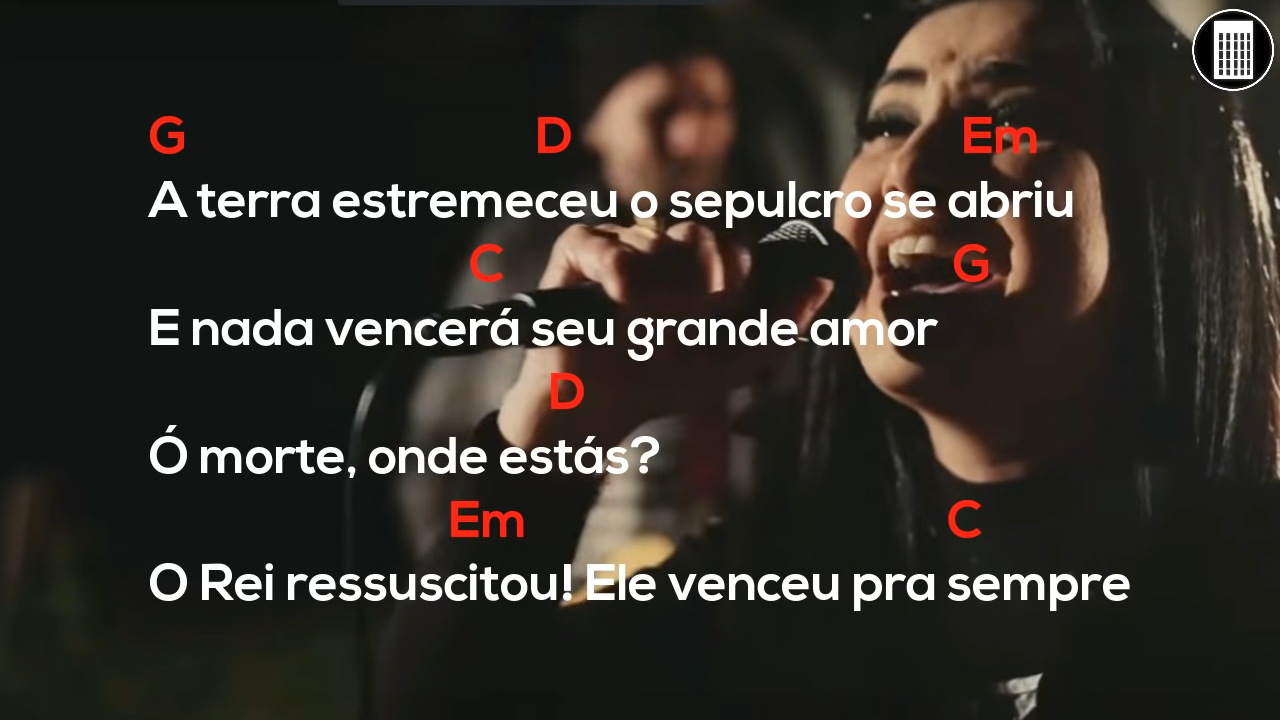 G D Em
A terra estremeceu o sepulcro se abriu
C G
E nada vencerá seu grande amor
D
Ó morte, onde estás?
Em C
O Rei ressuscitou! Ele venceu pra sempre